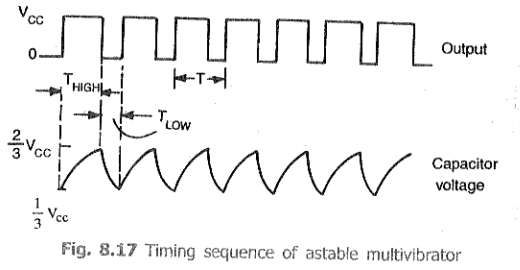 V_CC
0
Output
T_HIGH
T
T_LOW
2/3 V_CC
Capacitor
voltage
1/3 V_cc
Fig. 8.17 Timing sequence of astable multivibrator